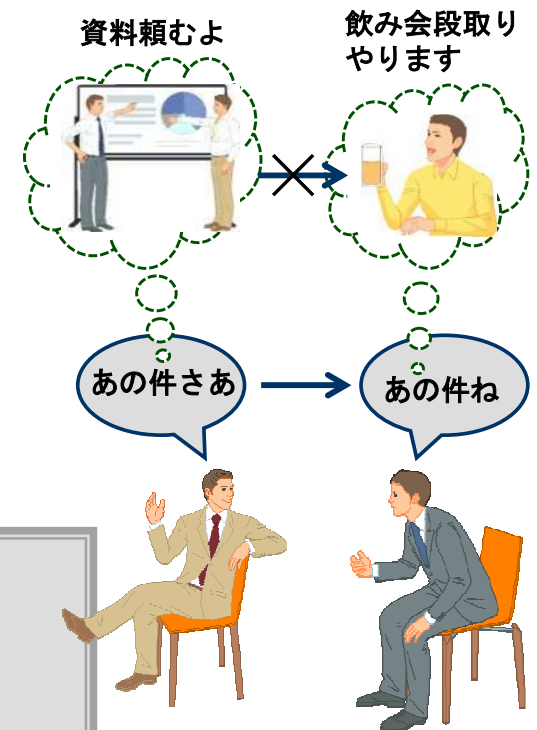 資料頼むよ
飲み会段取り
やります
あの件さあ
あの件ね